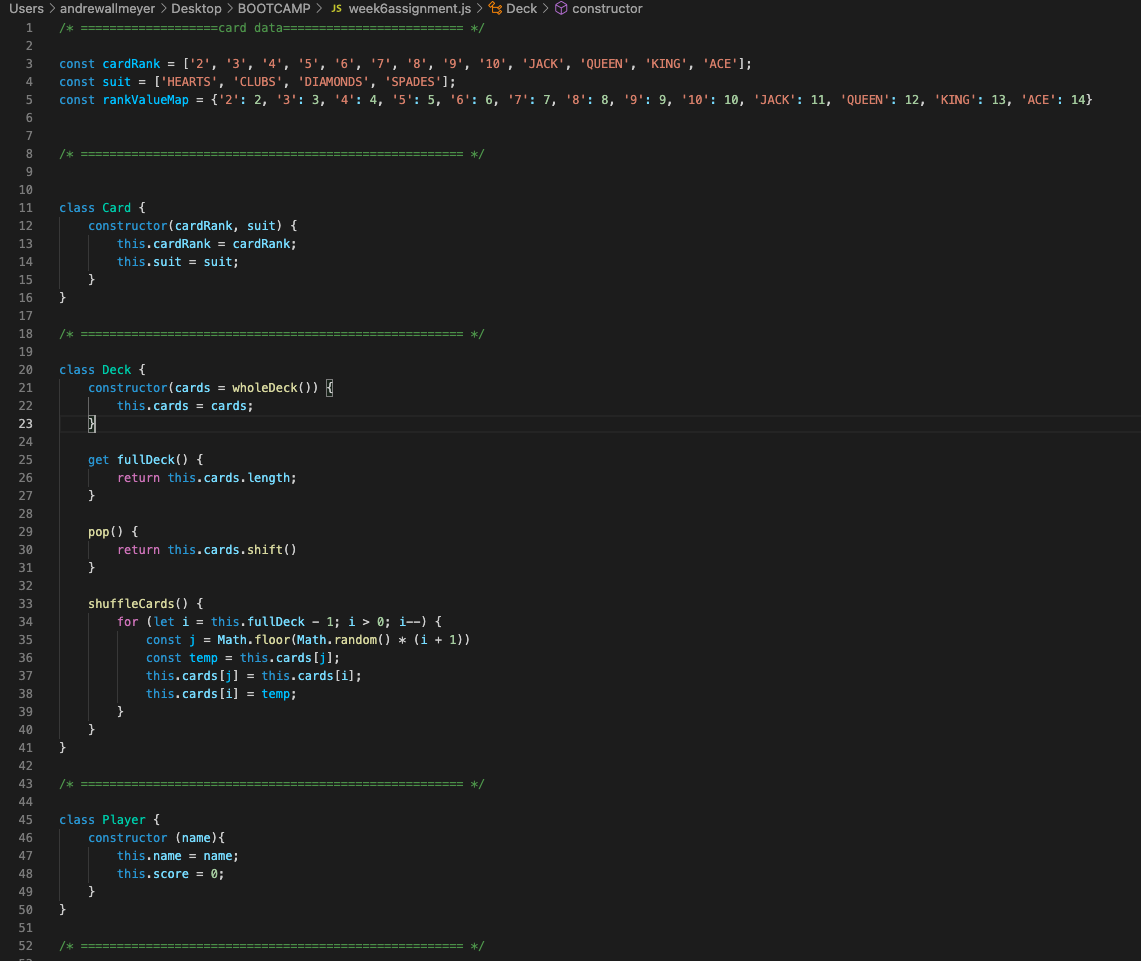 Users > andrewallmeyer > Desktop > BOOTCAMP > JS week6assignment.js > Deck > constructor
1 /* ===================card data========================= */
2
3 const cardRank = ['2', '3', '4', '5', '6', '7', '8', '9', '10', 'JACK', 'QUEEN', 'KING', 'ACE'];
4 const suit = ['HEARTS', 'CLUBS', 'DIAMONDS', 'SPADES'];
5 const rankValueMap = {'2': 2, '3': 3, '4': 4, '5': 5, '6': 6, '7': 7, '8': 8, '9': 9, '10': 10, 'JACK': 11, 'QUEEN': 12, 'KING': 13, 'ACE': 14}
6
7
8 /* ===================================================== */
9
10
11 class Card {
12     constructor(cardRank, suit) {
13         this.cardRank = cardRank;
14         this.suit = suit;
15     }
16 }
17
18 /* ===================================================== */
19
20 class Deck {
21     constructor(cards = wholeDeck()) {
22         this.cards = cards;
23     }
24
25     get fullDeck() {
26         return this.cards.length;
27     }
28
29     pop() {
30         return this.cards.shift()
31     }
32
33     shuffleCards() {
34         for (let i = this.fullDeck - 1; i > 0; i--) {
35             const j = Math.floor(Math.random() * (i + 1))
36             const temp = this.cards[j];
37             this.cards[j] = this.cards[i];
38             this.cards[i] = temp;
39         }
40     }
41 }
42
43 /* ===================================================== */
44
45 class Player {
46     constructor (name){
47         this.name = name;
48         this.score = 0;
49     }
50 }
51
52 /* ===================================================== */